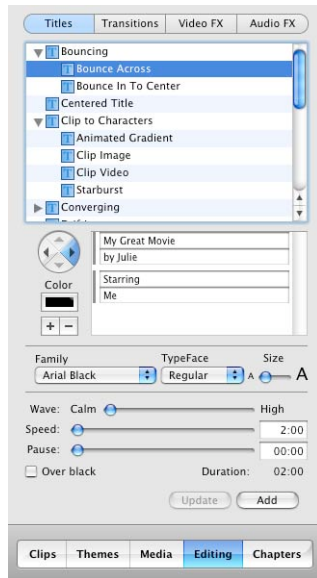 Titles Transitions Video FX Audio FX
Bouncing
Bounce Across
Bounce In To Center
Centered Title
Clip to Characters
Animated Gradient
Clip Image
Clip Video
Starburst
Converging
My Great Movie
by Julie
Color
Starring
Me
+ −
Family TypeFace Size
Arial Black Regular A A
Wave: Calm High
Speed: 2:00
Pause: 00:00
Over black Duration: 02:00
Update Add
Clips Themes Media Editing Chapters